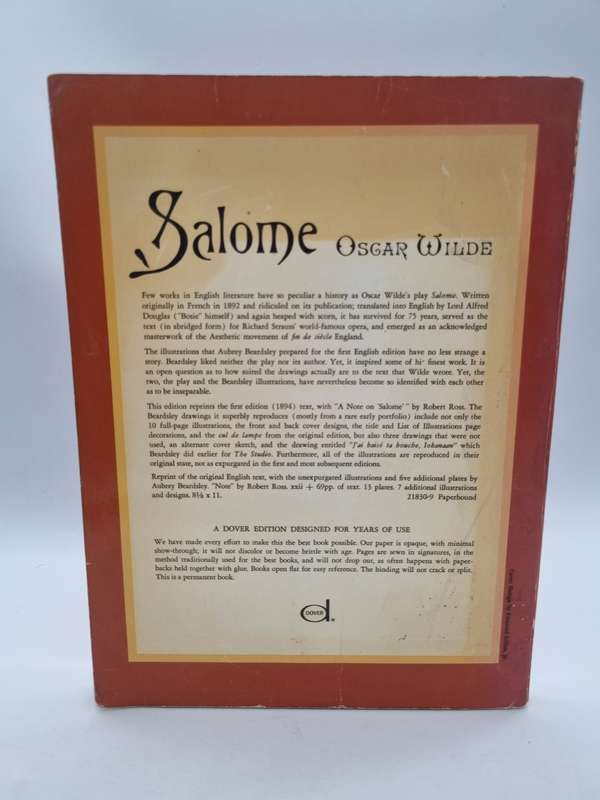 Salome OSCAR WILDE
Few works in English literature have so peculiar a history as Oscar Wilde's play Salome. Written
originally in French in 1892 and ridiculed on its publication; translated into English by Lord Alfred
Douglas ("Bosie" himself) and again heaped with scorn, it has survived for 75 years, served as the
text (in abridged form) for Richard Strauss' world-famous opera, and emerged as an acknowledged
masterwork of the Aesthetic movement of fin de siècle England.
The illustrations that Aubrey Beardsley prepared for the first English edition have no less strange a
story. Beardsley liked neither the play nor its author. Yet, it inspired some of his finest work. It is
an open question as to how suited the drawings actually are to the text that Wilde wrote. Yet, the
two, the play and the Beardsley illustrations, have nevertheless become so identified with each other
as to be inseparable.
This edition reprints the first edition (1894) text, with "A Note on 'Salome'" by Robert Ross. The
Beardsley drawings it superbly reproduces (mostly from a rare early portfolio) include not only the
10 full-page illustrations, the front and back cover designs, the title and List of Illustrations page
decorations, and the cul de lampe from the original edition, but also three drawings that were not
used, an alternate cover sketch, and the drawing entitled "J'ai baisé ta bouche, Iokanaan" which
Beardsley did earlier for The Studio. Furthermore, all of the illustrations are reproduced in their
original state, not as expurgated in the first and most subsequent editions.
Reprint of the original English text, with the unexpurgated illustrations and five additional plates by
Aubrey Beardsley. "Note" by Robert Ross. xxii + 69pp. of text. 13 plates. 7 additional illustrations
and designs. 8⅛ x 11. 21830-9 Paperbound
A DOVER EDITION DESIGNED FOR YEARS OF USE
We have made every effort to make this the best book possible. Our paper is opaque, with minimal
show-through; it will not discolor or become brittle with age. Pages are sewn in signatures, in the
method traditionally used for the best books, and will not drop out, as often happens with paper-
backs held together with glue. Books open flat for easy reference. The binding will not crack or split.
This is a permanent book.
DOVER
Cover design by